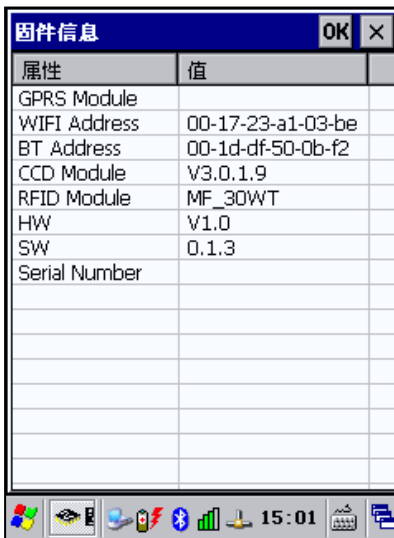 固件信息 OK ×
属性 值
GPRS Module
WIFI Address 00-17-23-a1-03-be
BT Address 00-1d-df-50-0b-f2
CCD Module V3.0.1.9
RFID Module MF_30WT
HW V1.0
SW 0.1.3
Serial Number
15:01